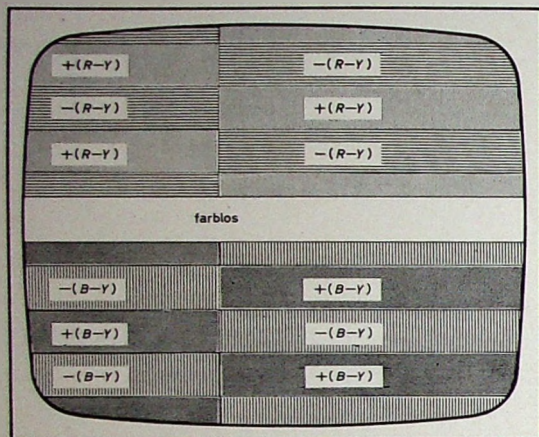 +(R—Y) —(R—Y)
—(R—Y) +(R—Y)
+(R—Y) —(R—Y)
farblos
—(B—Y) +(B—Y)
+(B—Y) —(B—Y)
—(B—Y) +(B—Y)